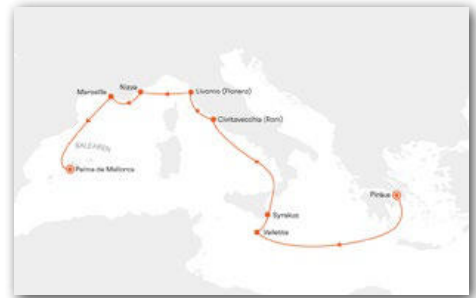 Nizza
Marseille
Livorno (Florenz)
Civitavecchia (Rom)
BALEAREN
Palma de Mallorca
Piräus
Syrakus
Valletta